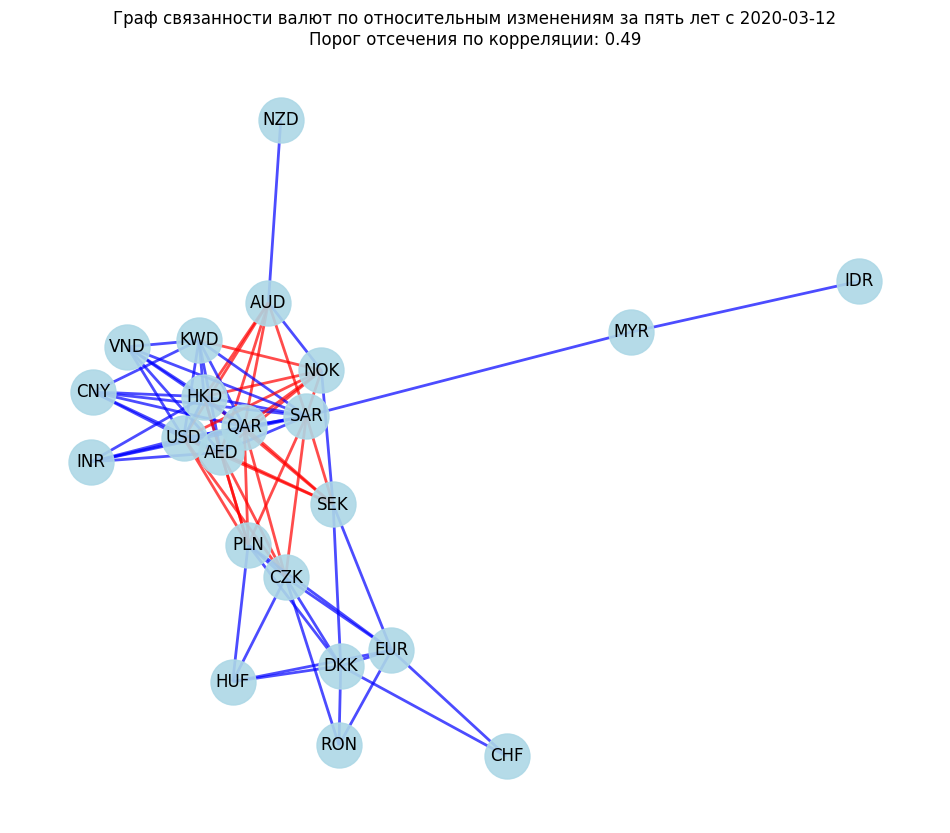 Граф связанности валют по относительным изменениям за пять лет с 2020-03-12
Порог отсечения по корреляции: 0.49
NZD
IDR
AUD
MYR
KWD
VND
NOK
CNY
HKD
SAR
QAR
USD
AED
INR
SEK
PLN
CZK
EUR
DKK
HUF
RON
CHF